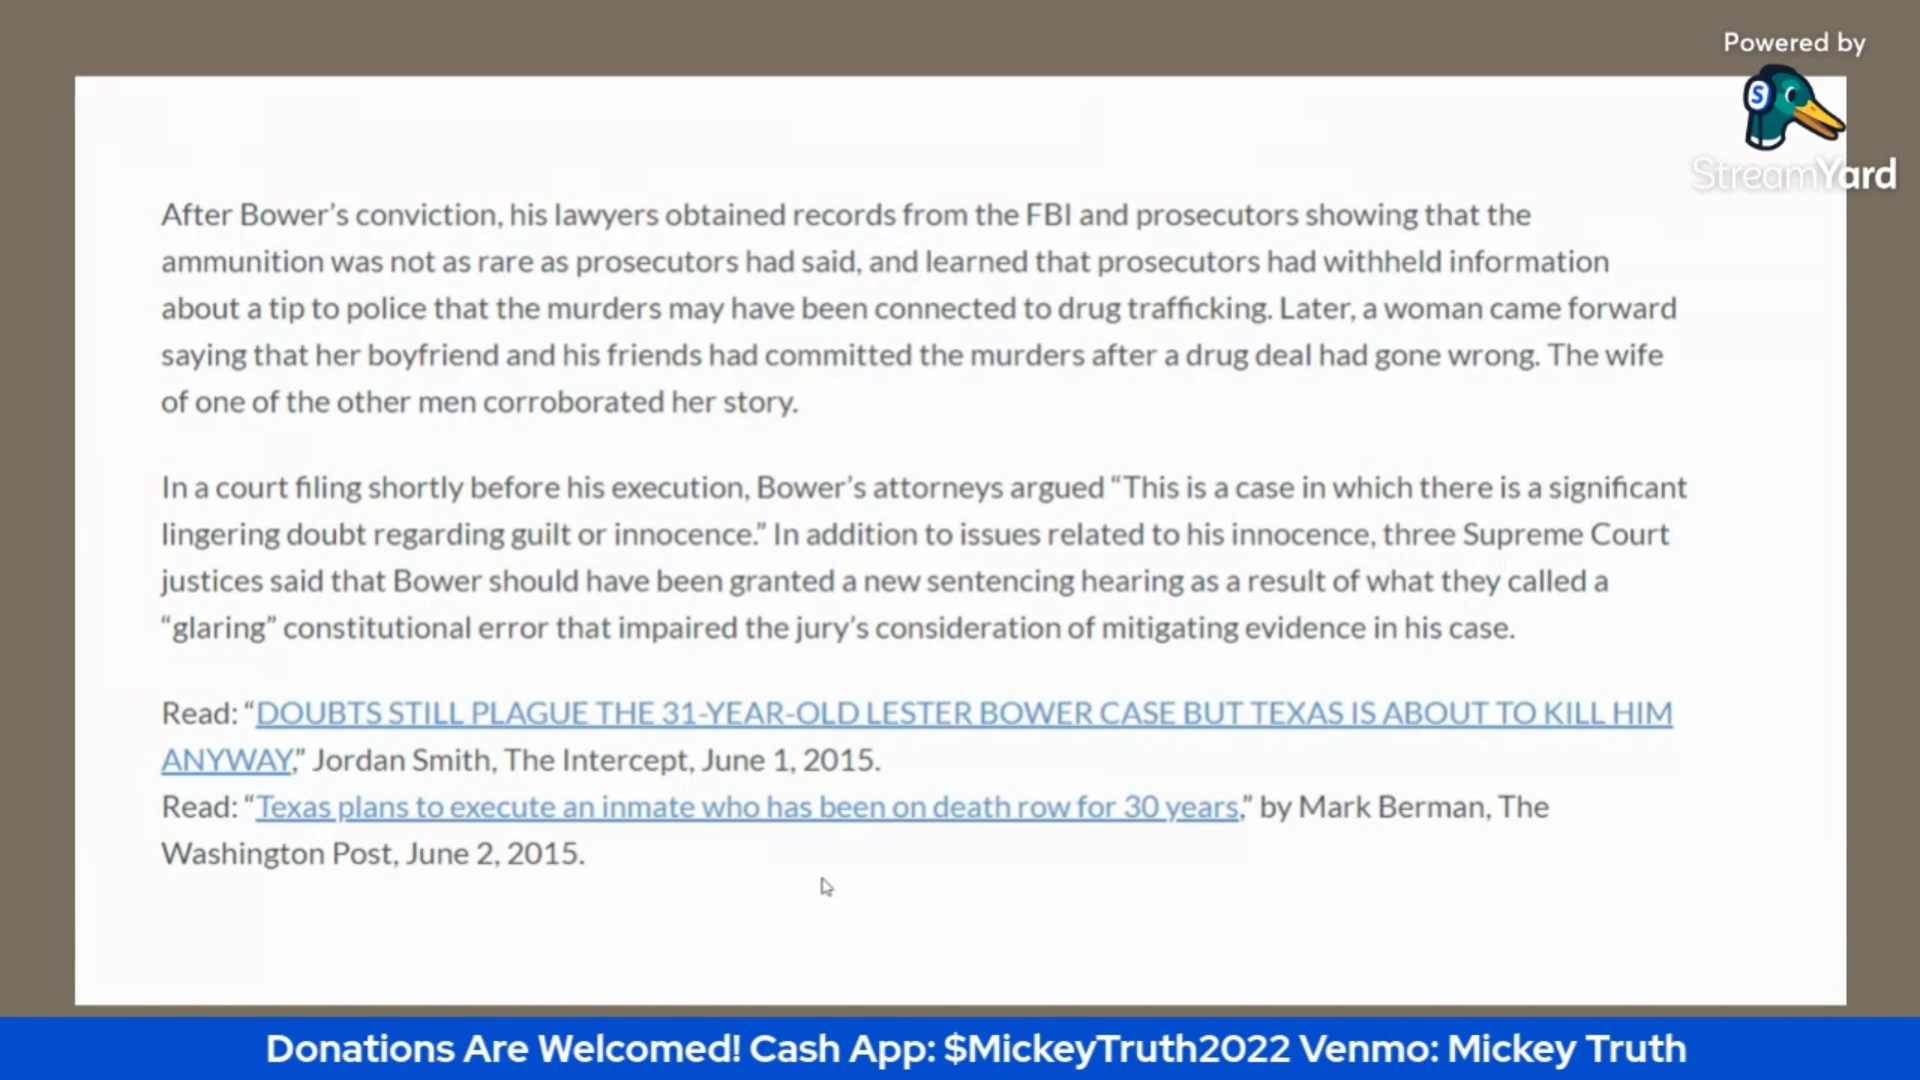 Powered by
StreamYard
After Bower’s conviction, his lawyers obtained records from the FBI and prosecutors showing that the
ammunition was not as rare as prosecutors had said, and learned that prosecutors had withheld information
about a tip to police that the murders may have been connected to drug trafficking. Later, a woman came forward
saying that her boyfriend and his friends had committed the murders after a drug deal had gone wrong. The wife
of one of the other men corroborated her story.
In a court filing shortly before his execution, Bower’s attorneys argued “This is a case in which there is a significant
lingering doubt regarding guilt or innocence.” In addition to issues related to his innocence, three Supreme Court
justices said that Bower should have been granted a new sentencing hearing as a result of what they called a
“glaring” constitutional error that impaired the jury’s consideration of mitigating evidence in his case.
Read: “DOUBTS STILL PLAGUE THE 31-YEAR-OLD LESTER BOWER CASE BUT TEXAS IS ABOUT TO KILL HIM
ANYWAY,” Jordan Smith, The Intercept, June 1, 2015.
Read: “Texas plans to execute an inmate who has been on death row for 30 years,” by Mark Berman, The
Washington Post, June 2, 2015.
Donations Are Welcomed! Cash App: $MickeyTruth2022 Venmo: Mickey Truth